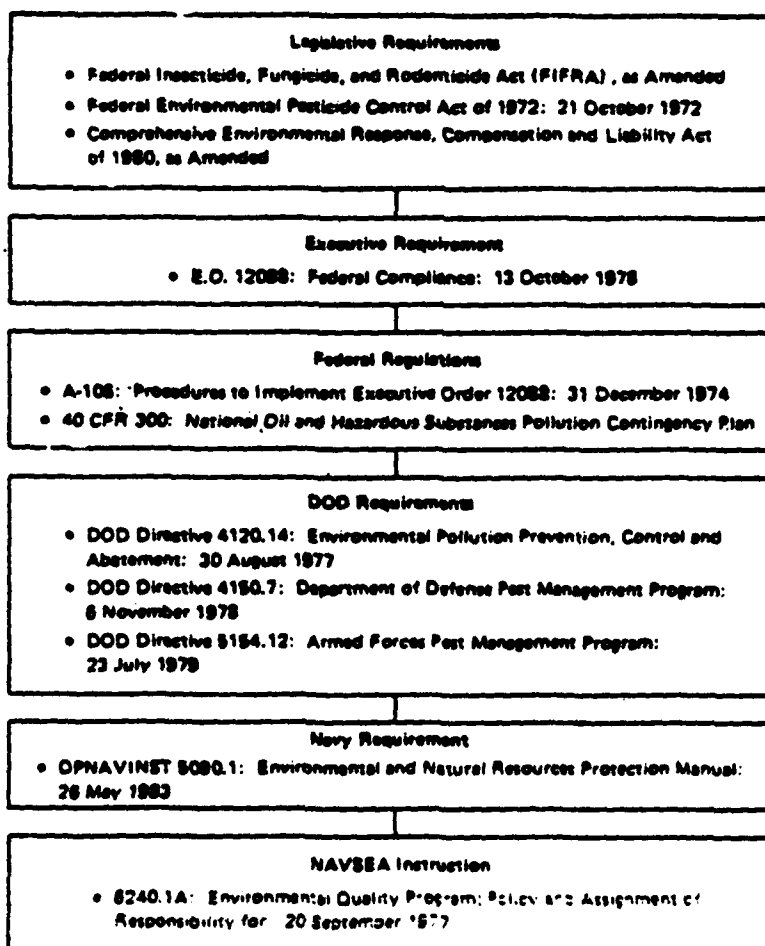 Legislative Requirements
• Federal Insecticide, Fungicide, and Rodenticide Act (FIFRA), as Amended
• Federal Environmental Pesticide Control Act of 1972: 21 October 1972
• Comprehensive Environmental Response, Compensation and Liability Act
of 1980, as Amended
Executive Requirement
• E.O. 12088: Federal Compliance: 13 October 1978
Federal Regulations
• A-106: Procedures to Implement Executive Order 12088: 31 December 1974
• 40 CFR 300: National Oil and Hazardous Substances Pollution Contingency Plan
DOD Requirements
• DOD Directive 4120.14: Environmental Pollution Prevention, Control and
Abatement: 30 August 1977
• DOD Directive 4150.7: Department of Defense Pest Management Program:
6 November 1978
• DOD Directive 5154.12: Armed Forces Pest Management Program:
23 July 1979
Navy Requirement
• OPNAVINST 5090.1: Environmental and Natural Resources Protection Manual:
26 May 1983
NAVSEA Instruction
• 6240.1A: Environmental Quality Program; Policy and Assignment of
Responsibility for 20 September 1977